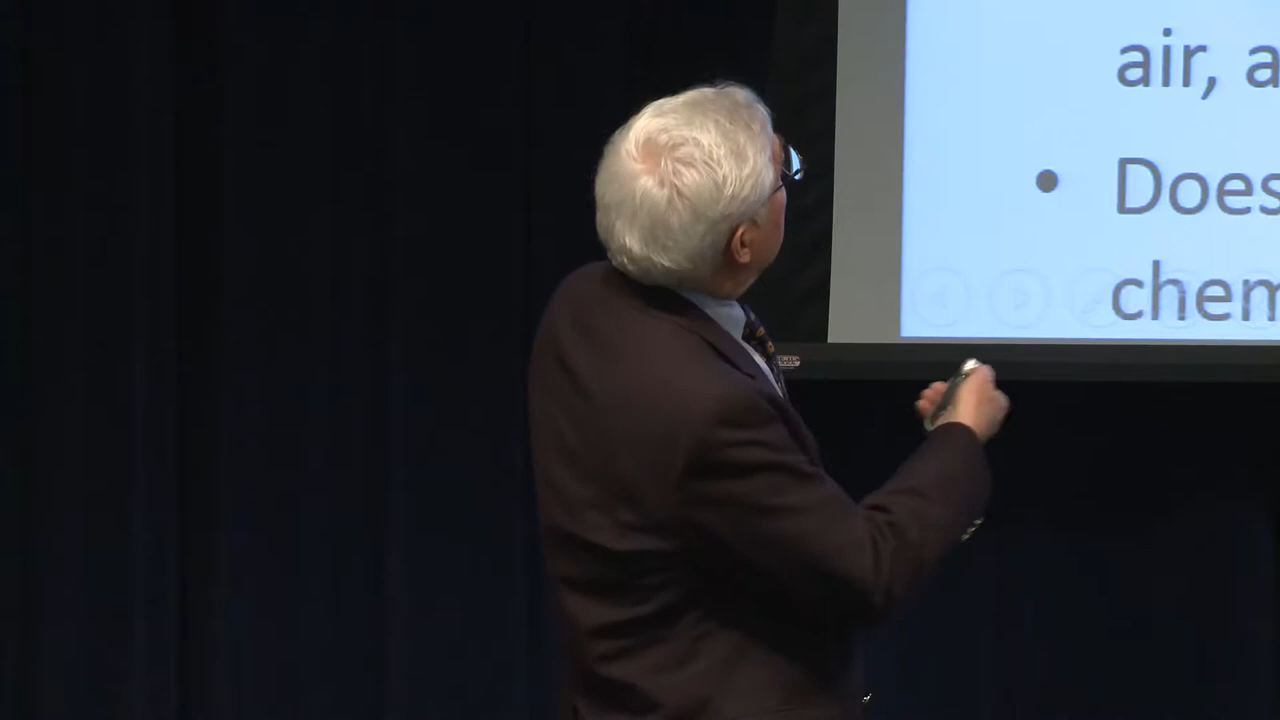 air, a
• Does
chem